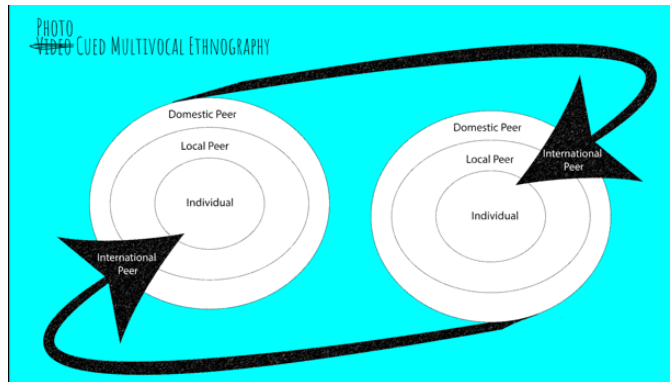 Photo
Video Cued Multivocal Ethnography
Domestic Peer
Local Peer
Individual
International
Peer
Domestic Peer
Local Peer
Individual
International
Peer